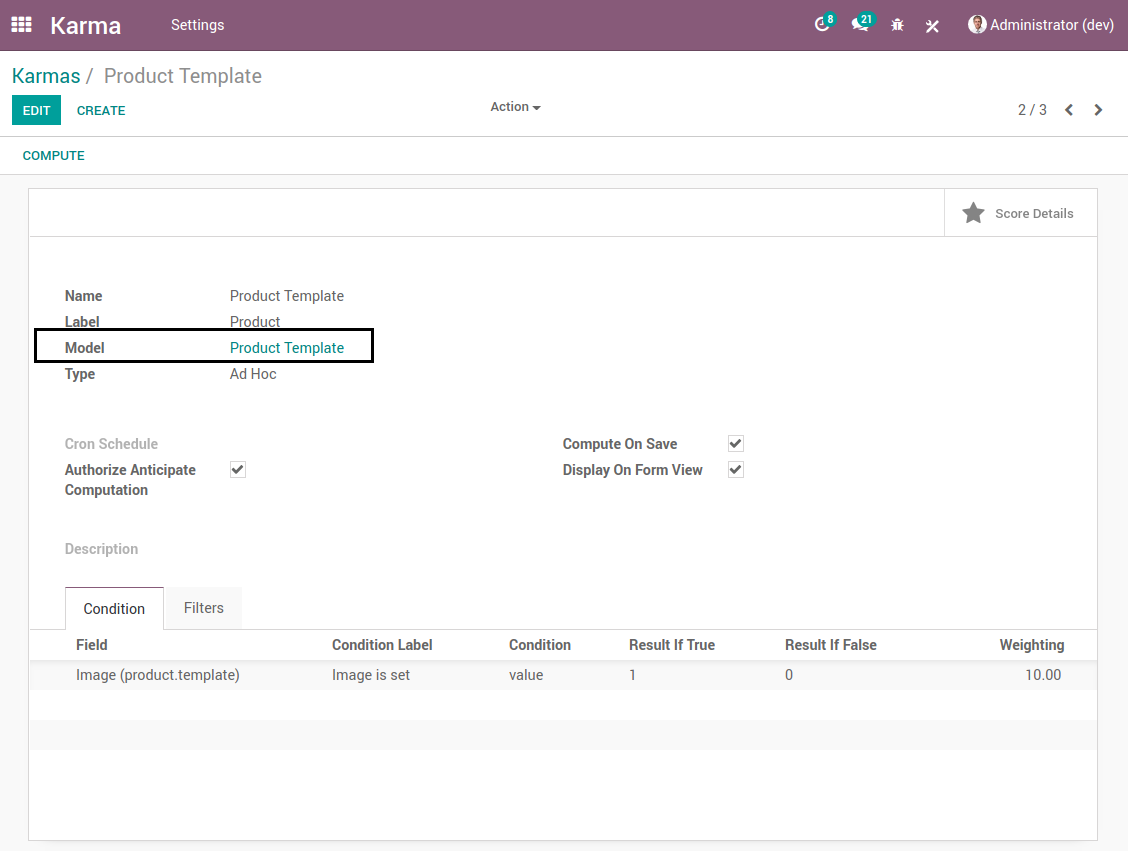 Karma Settings 8 21 Administrator (dev)
Karmas / Product Template
EDIT CREATE Action 2 / 3
COMPUTE
Score Details
Name Product Template
Label Product
Model Product Template
Type Ad Hoc
Cron Schedule Compute On Save
Authorize Anticipate Display On Form View
Computation
Description
Condition Filters
Field Condition Label Condition Result If True Result If False Weighting
Image (product.template) Image is set value 1 0 10.00